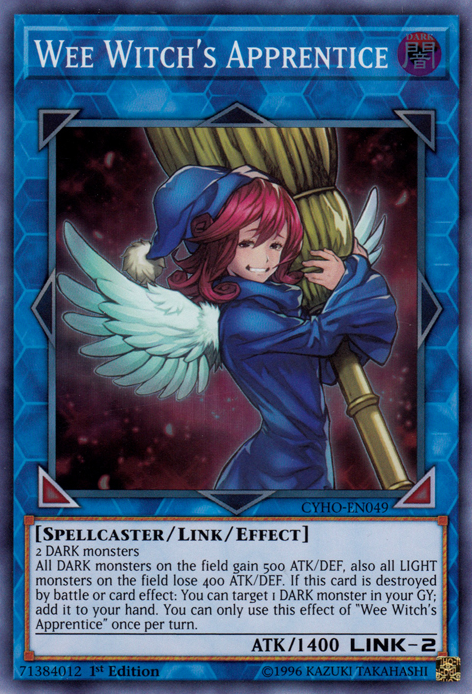 Wee Witch's Apprentice
DARK
闇
CYHO-EN049
[Spellcaster/Link/Effect]
2 DARK monsters
All DARK monsters on the field gain 500 ATK/DEF, also all LIGHT
monsters on the field lose 400 ATK/DEF. If this card is destroyed
by battle or card effect: You can target 1 DARK monster in your GY;
add it to your hand. You can only use this effect of "Wee Witch's
Apprentice" once per turn.
ATK/1400 LINK-2
71384012 1st Edition ©1996 KAZUKI TAKAHASHI